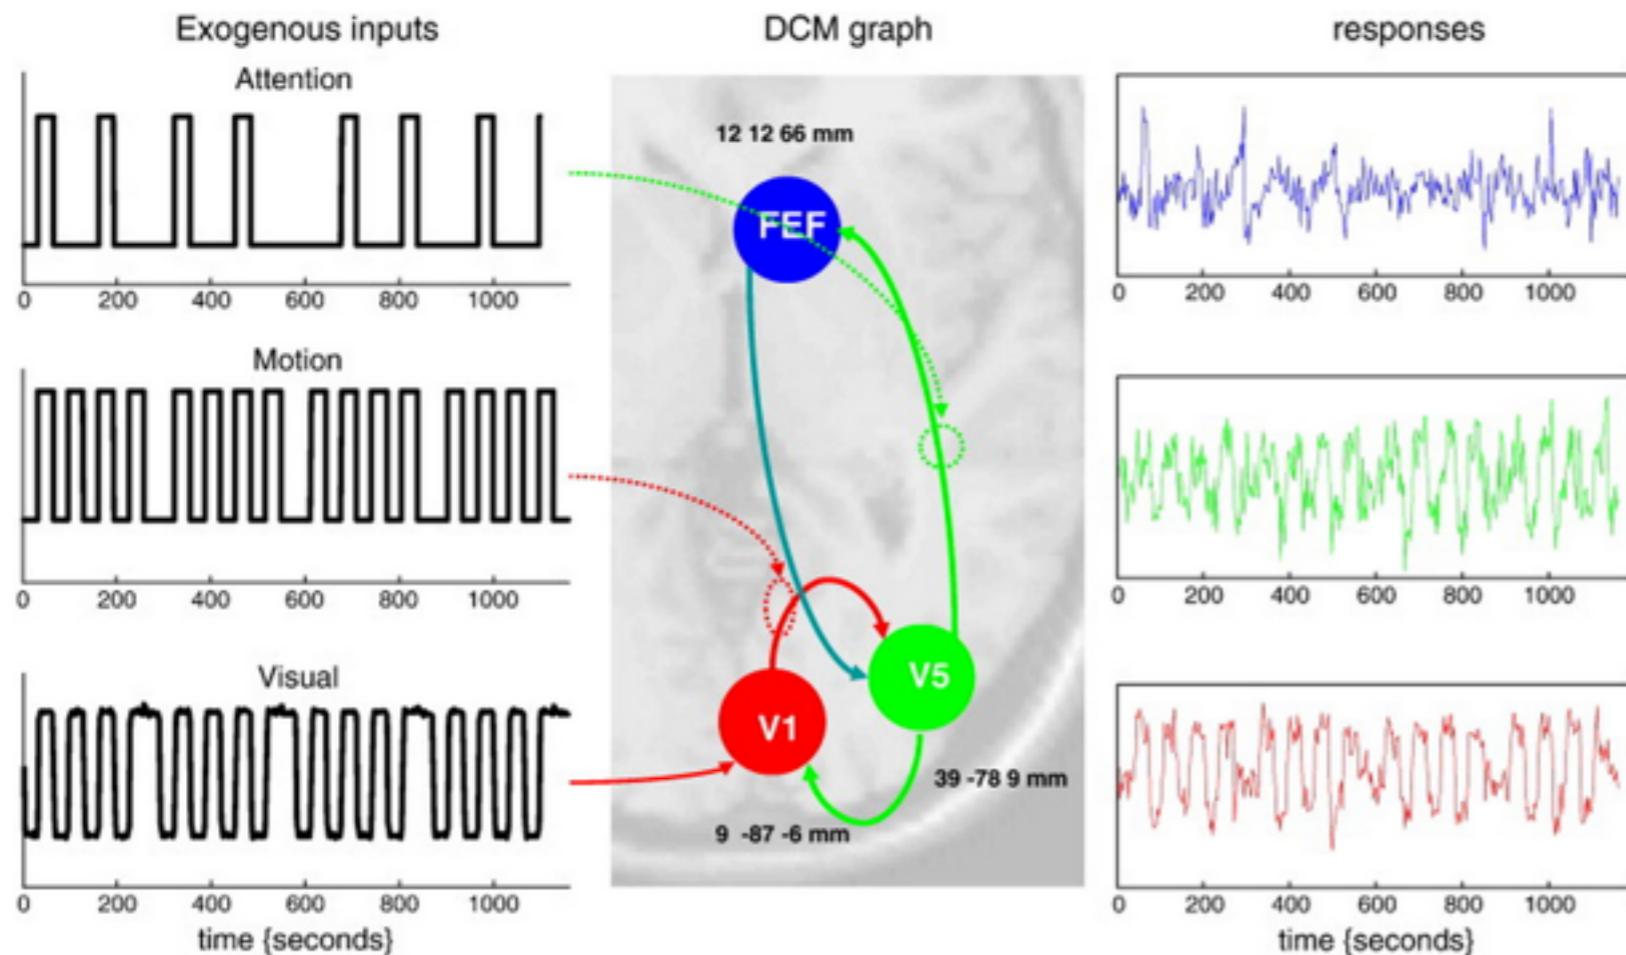 Exogenous inputs
DCM graph
responses
Attention
0 200 400 600 800 1000
Motion
0 200 400 600 800 1000
Visual
0 200 400 600 800 1000
time {seconds}
12 12 66 mm
FEF
V5
V1
39 -78 9 mm
9 -87 -6 mm
0 200 400 600 800 1000
0 200 400 600 800 1000
0 200 400 600 800 1000
time {seconds}